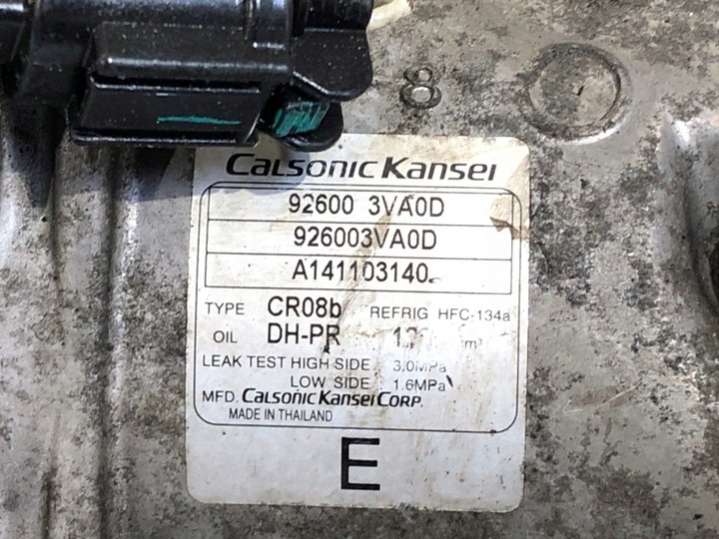 8
CALSONIC KANSEI
92600 3VA0D
926003VA0D
A141103140
TYPE CR08b REFRIG HFC-134a
OIL DH-PR
LEAK TEST HIGH SIDE 3.0MPa
LOW SIDE 1.6MPa
MFD. CALSONIC KANSEI CORP.
MADE IN THAILAND
E